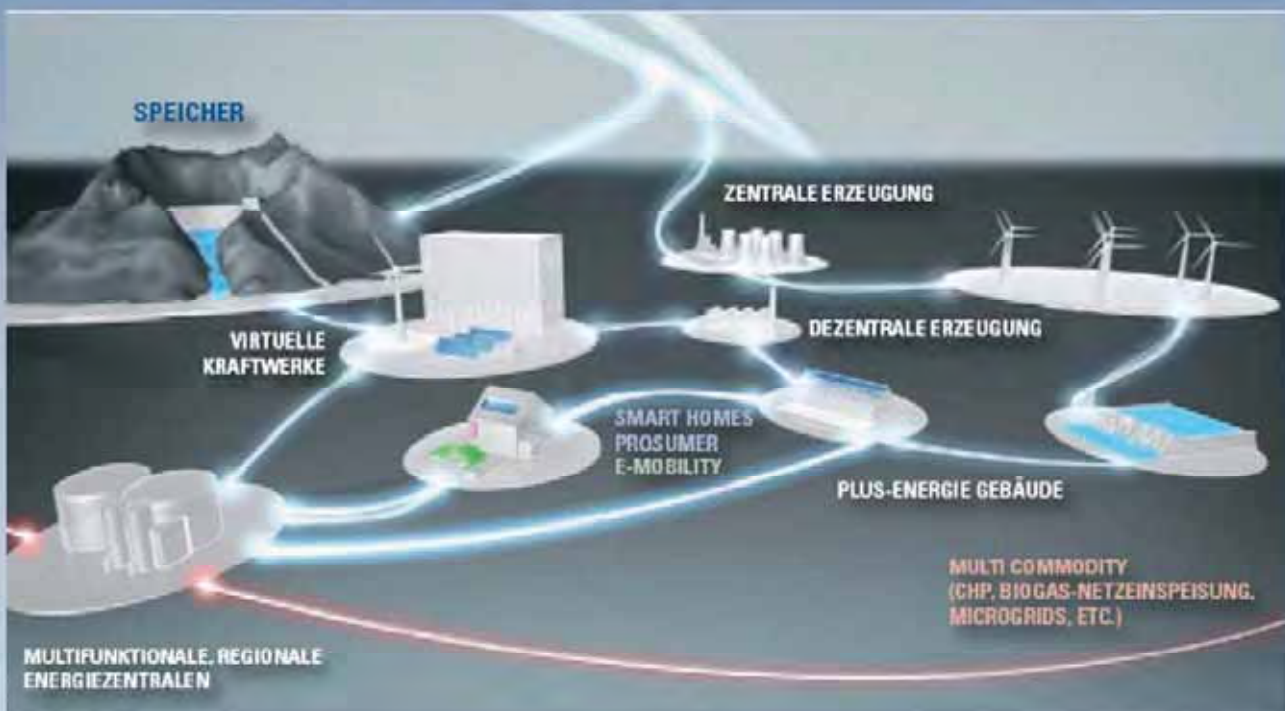 SPEICHER
ZENTRALE ERZEUGUNG
VIRTUELLE
KRAFTWERKE
DEZENTRALE ERZEUGUNG
SMART HOMES
PROSUMER
E-MOBILITY
PLUS-ENERGIE GEBÄUDE
MULTI COMMODITY
(CHP, BIOGAS-NETZEINSPEISUNG,
MICROGRIDS, ETC.)
MULTIFUNKTIONALE, REGIONALE
ENERGIEZENTRALEN